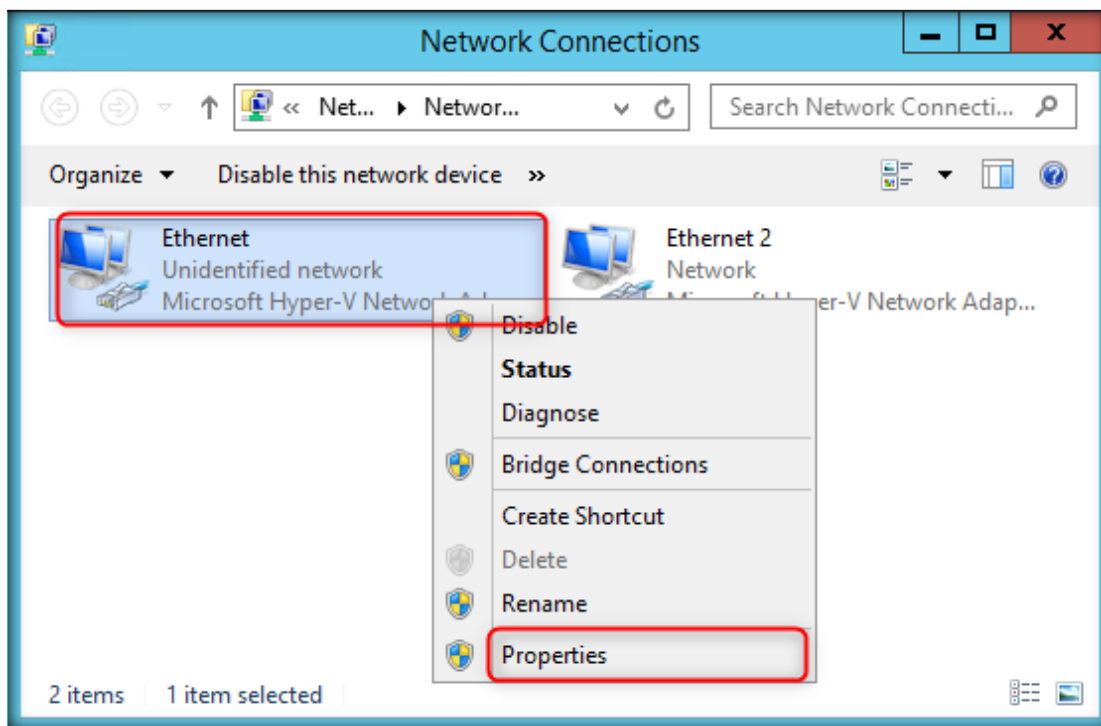 Network Connections
« Net... Networ...
Search Network Connecti...
Organize Disable this network device »
Ethernet
Unidentified network
Microsoft Hyper-V Network
Ethernet 2
Network
Microsoft Hyper-V Network Adap...
Disable
Status
Diagnose
Bridge Connections
Create Shortcut
Delete
Rename
Properties
2 items 1 item selected